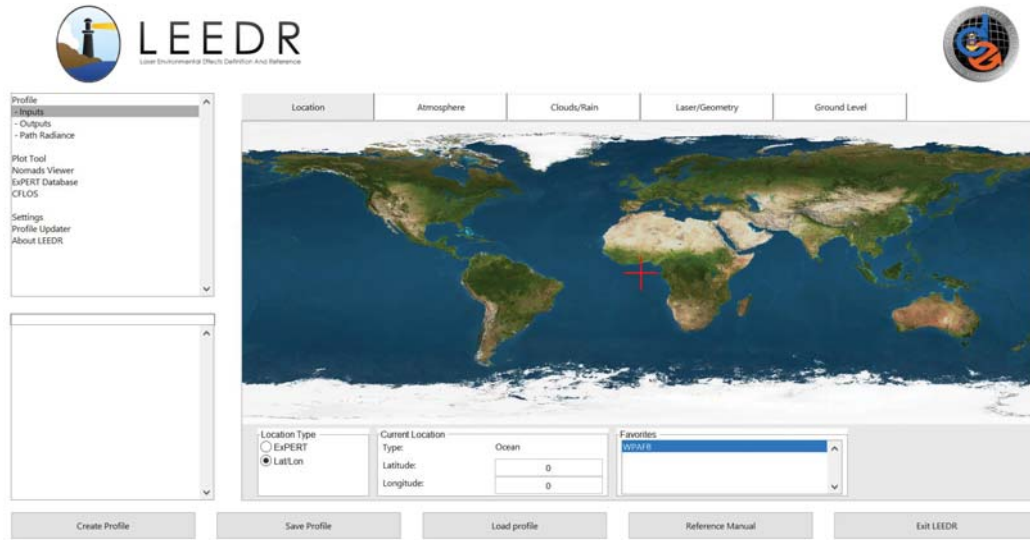 LEEDR
Laser Environmental Effects Definition And Reference
Profile
- Inputs
- Outputs
- Path Radiance
Plot Tool
Nomads Viewer
ExPERT Database
CFLOS
Settings
Profile Updater
About LEEDR
Location Atmosphere Clouds/Rain Laser/Geometry Ground Level
Location Type
ExPERT
Lat/Lon
Current Location
Type: Ocean
Latitude: 0
Longitude: 0
Favorites
WPAFB
Create Profile Save Profile Load profile Reference Manual Exit LEEDR